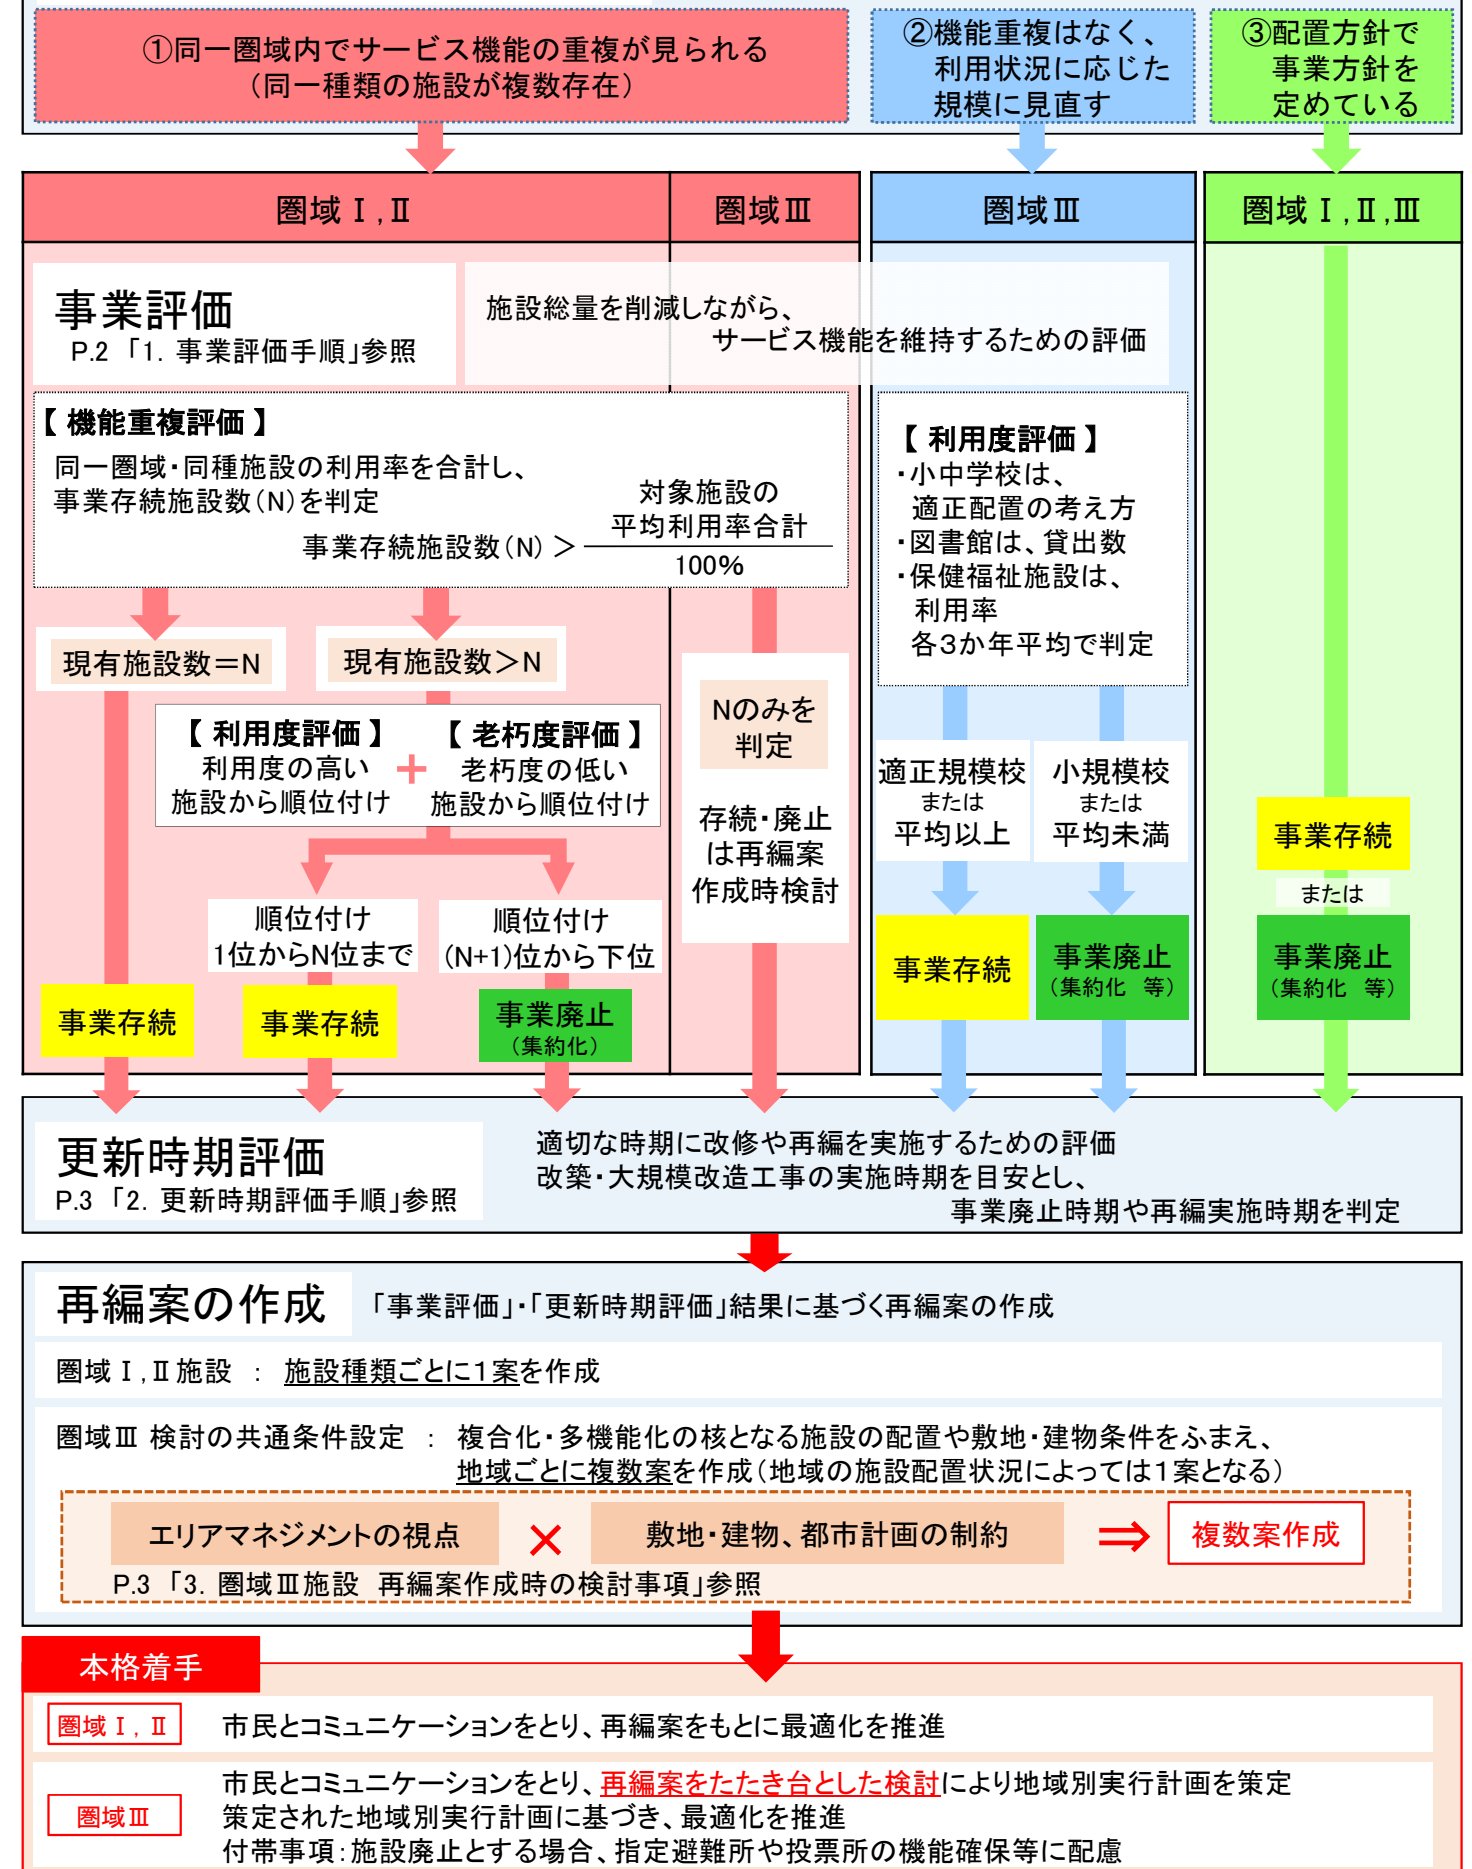 ①同一圏域内でサービス機能の重複が見られる
（同一種類の施設が複数存在）
②機能重複はなく、
利用状況に応じた
規模に見直す
③配置方針で
事業方針を
定めている
圏域Ⅰ,Ⅱ
圏域Ⅲ
圏域Ⅲ
圏域Ⅰ,Ⅱ,Ⅲ
事業評価
P.2「1．事業評価手順」参照
施設総量を削減しながら、
サービス機能を維持するための評価
【 機能重複評価 】
同一圏域・同種施設の利用率を合計し、
事業存続施設数（N）を判定
対象施設の
平均利用率合計
事業存続施設数（N）＞
100％
【 利用度評価 】
・小中学校は、
適正配置の考え方
・図書館は、貸出数
・保健福祉施設は、
利用率
各3か年平均で判定
現有施設数＝N
現有施設数＞N
【 利用度評価 】
利用度の高い
施設から順位付け
＋
【 老朽度評価 】
老朽度の低い
施設から順位付け
Nのみを
判定
存続・廃止
は再編案
作成時検討
適正規模校
または
平均以上
小規模校
または
平均未満
順位付け
1位からN位まで
順位付け
(N+1)位から下位
事業存続
事業存続
事業廃止
（集約化）
事業存続
事業廃止
（集約化　等）
事業存続
または
事業廃止
（集約化　等）
更新時期評価
P.3「2．更新時期評価手順」参照
適切な時期に改修や再編を実施するための評価
改築・大規模改造工事の実施時期を目安とし、
事業廃止時期や再編実施時期を判定
再編案の作成
「事業評価」・「更新時期評価」結果に基づく再編案の作成
圏域Ⅰ,Ⅱ施設　：　施設種類ごとに1案を作成
圏域Ⅲ 検討の共通条件設定　：　複合化・多機能化の核となる施設の配置や敷地・建物条件をふまえ、
地域ごとに複数案を作成（地域の施設配置状況によっては1案となる）
エリアマネジメントの視点 × 敷地・建物、都市計画の制約 ⇒ 複数案作成
P.3「3．圏域Ⅲ施設　再編案作成時の検討事項」参照
本格着手
圏域Ⅰ, Ⅱ
市民とコミュニケーションをとり、再編案をもとに最適化を推進
圏域Ⅲ
市民とコミュニケーションをとり、再編案をたたき台とした検討により地域別実行計画を策定
策定された地域別実行計画に基づき、最適化を推進
付帯事項：施設廃止とする場合、指定避難所や投票所の機能確保等に配慮